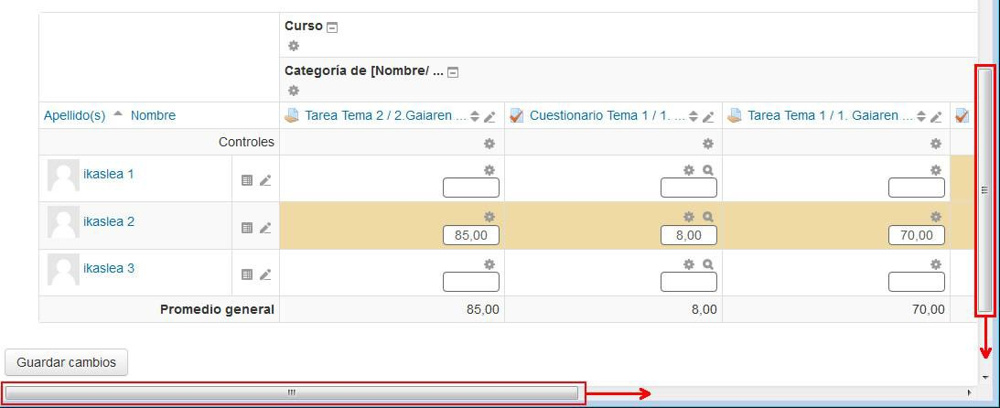 Curso
Categoría de [Nombre/ ...
Apellido(s) Nombre Tarea Tema 2 / 2.Gaiaren ... Cuestionario Tema 1 / 1. ... Tarea Tema 1 / 1. Gaiaren ...
Controles
ikaslea 1
ikaslea 2 85,00 8,00 70,00
ikaslea 3
Promedio general 85,00 8,00 70,00
Guardar cambios